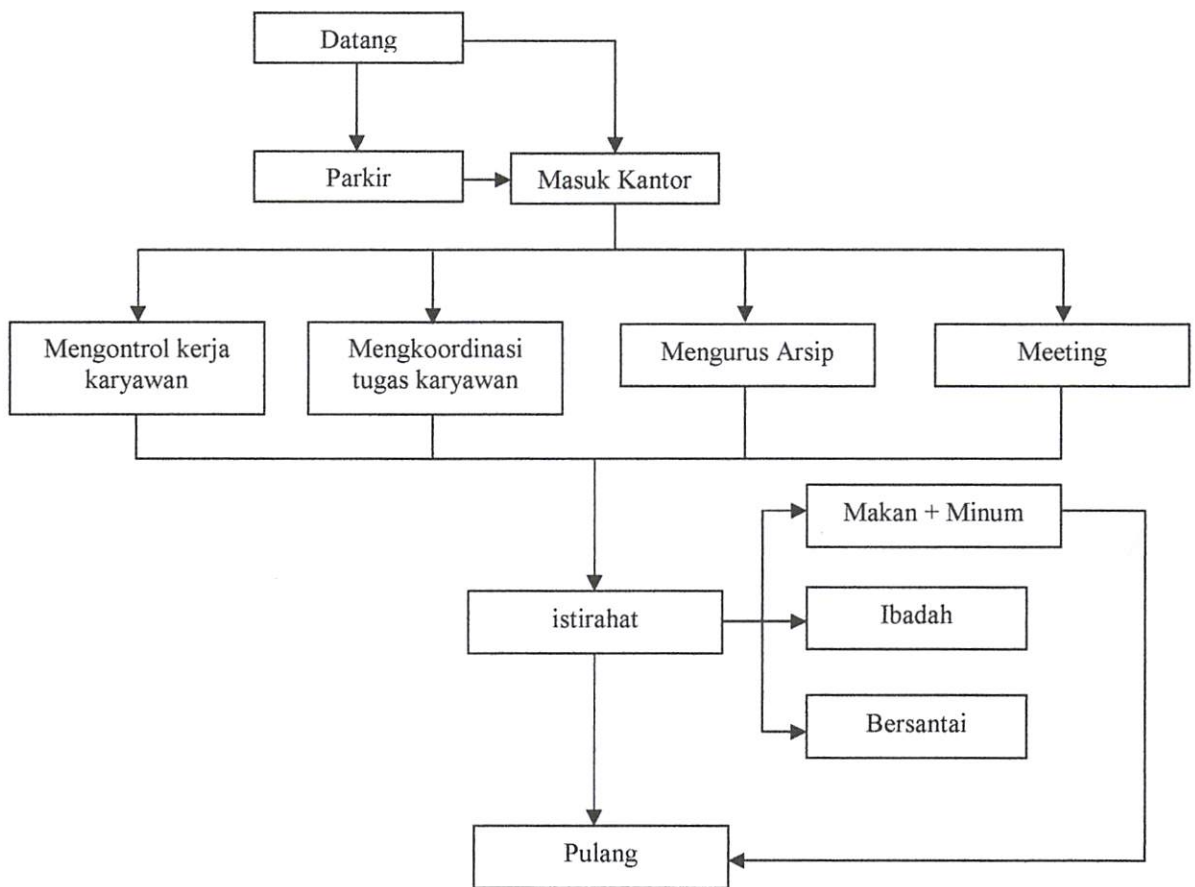 Datang
Parkir
Masuk Kantor
Mengontrol kerja
karyawan
Mengkoordinasi
tugas karyawan
Mengurus Arsip
Meeting
Makan + Minum
istirahat
Ibadah
Bersantai
Pulang